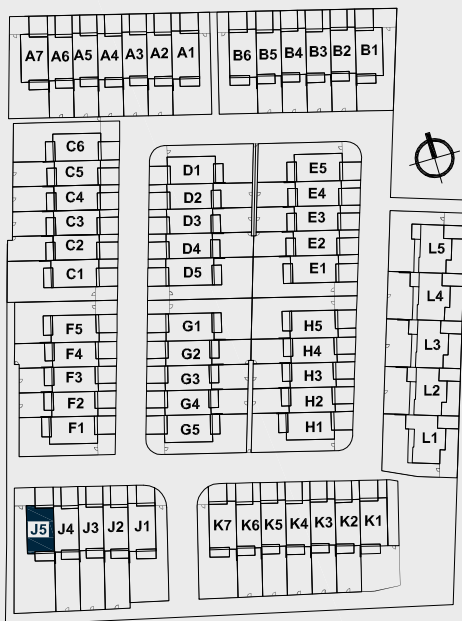 A7 A6 A5 A4 A3 A2 A1
B6 B5 B4 B3 B2 B1
C6
C5
C4
C3
C2
C1
D1
D2
D3
D4
D5
E5
E4
E3
E2
E1
F5
F4
F3
F2
F1
G1
G2
G3
G4
G5
H5
H4
H3
H2
H1
L5
L4
L3
L2
L1
J5 J4 J3 J2 J1
K7 K6 K5 K4 K3 K2 K1